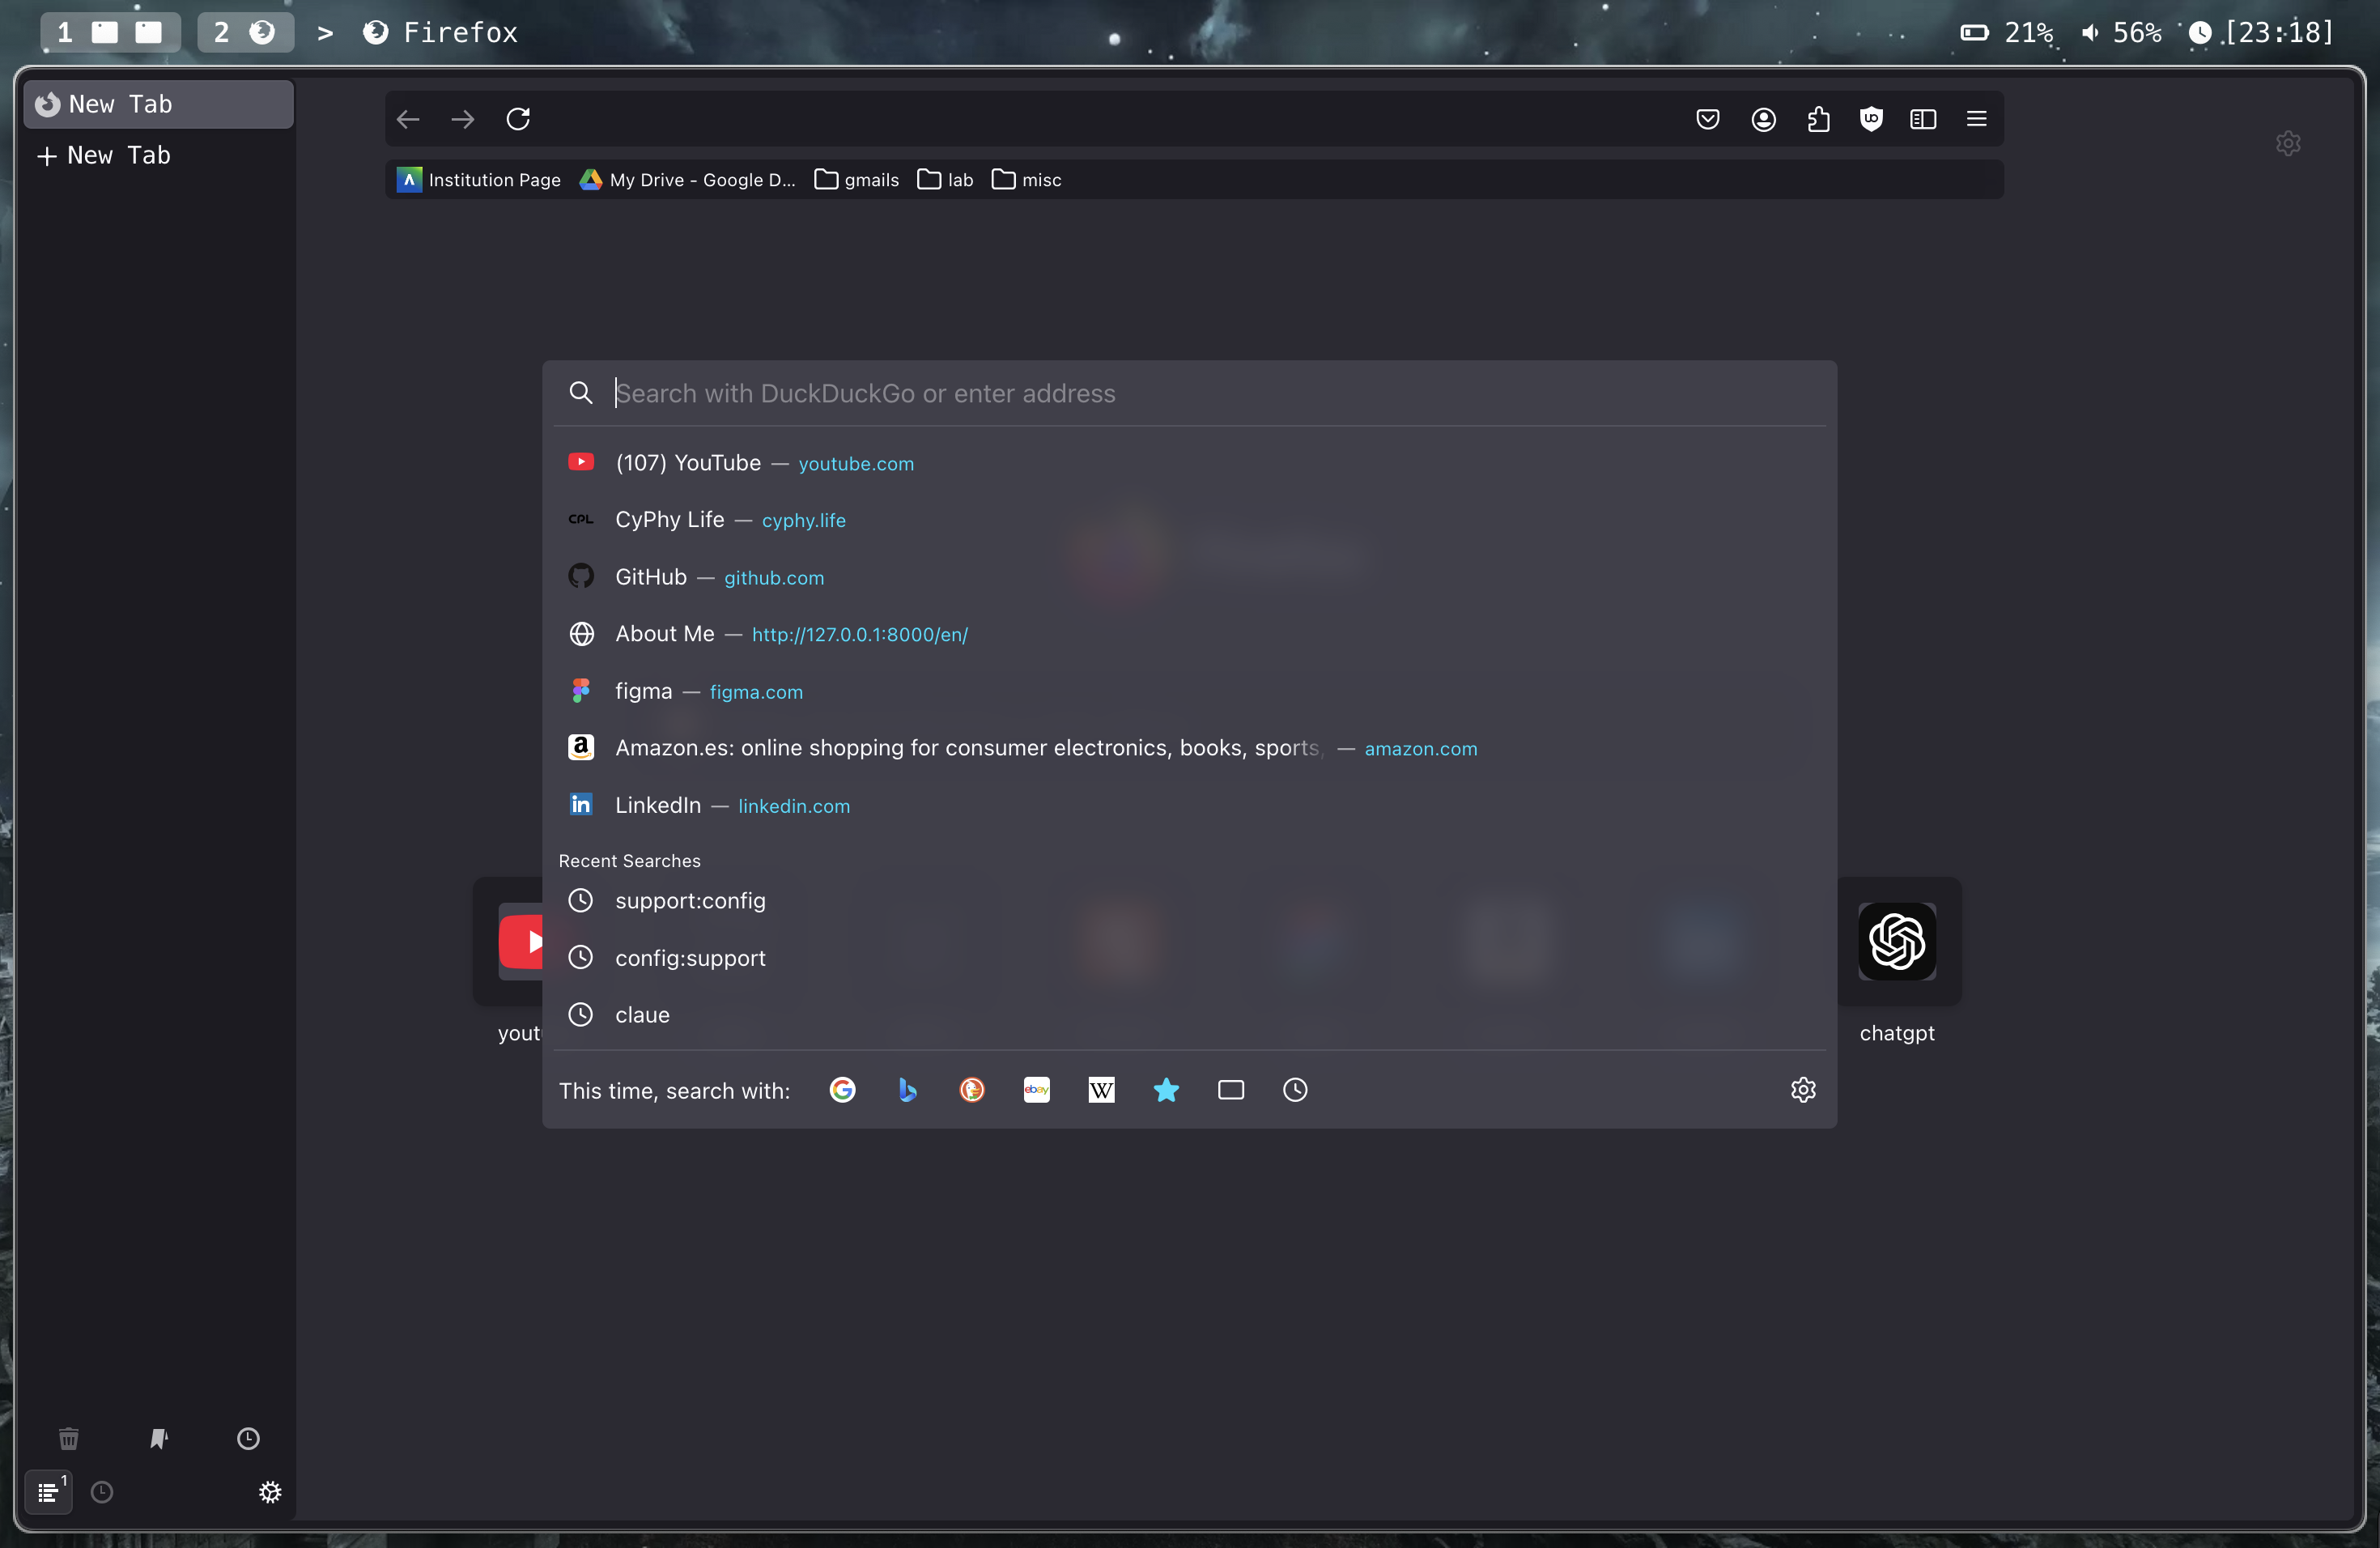 1 2 > Firefox 21% 56% [23:18]
New Tab
New Tab
Institution Page My Drive - Google D... gmails lab misc
Search with DuckDuckGo or enter address
(107) YouTube — youtube.com
CPL CyPhy Life — cyphy.life
GitHub — github.com
About Me — http://127.0.0.1:8000/en/
figma — figma.com
Amazon.es: online shopping for consumer electronics, books, sports, — amazon.com
LinkedIn — linkedin.com
Recent Searches
support:config
config:support
claue
yout
chatgpt
This time, search with:
1